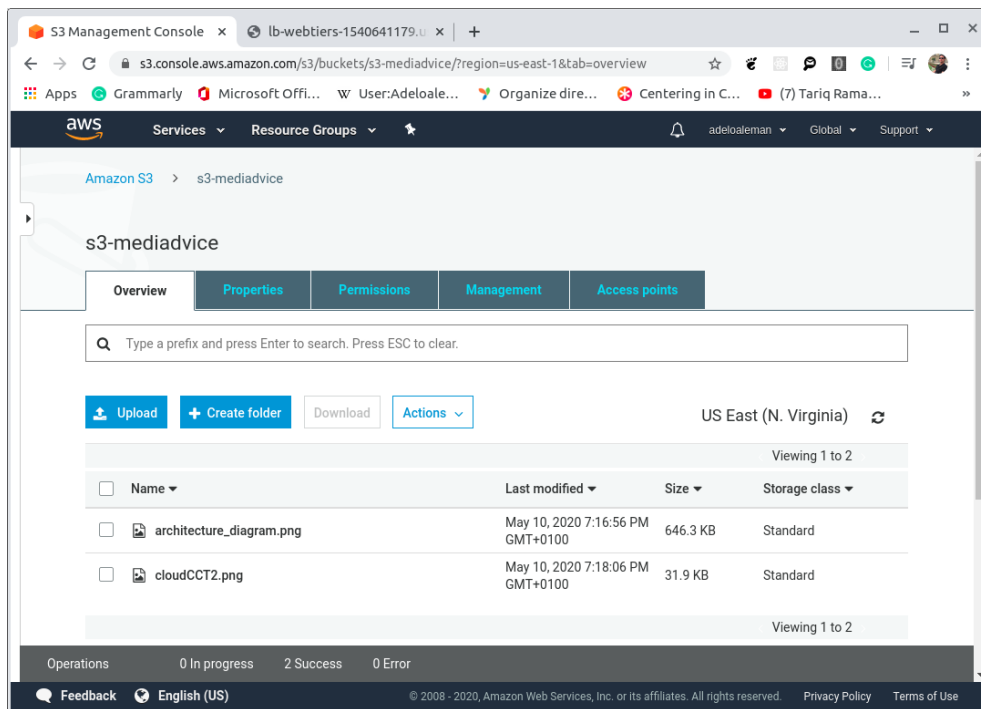 S3 Management Console
lb-webtiers-1540641179.u
s3.console.aws.amazon.com/s3/buckets/s3-mediadvice/?region=us-east-1&tab=overview
Apps Grammarly Microsoft Offi... User:Adeloale... Organize dire... Centering in C... (7) Tariq Rama... »
aws Services Resource Groups adeloaleman Global Support
Amazon S3 > s3-mediadvice
s3-mediadvice
Overview Properties Permissions Management Access points
Type a prefix and press Enter to search. Press ESC to clear.
Upload + Create folder Download Actions US East (N. Virginia)
Viewing 1 to 2
Name Last modified Size Storage class
architecture_diagram.png May 10, 2020 7:16:56 PM GMT+0100 646.3 KB Standard
cloudCCT2.png May 10, 2020 7:18:06 PM GMT+0100 31.9 KB Standard
Viewing 1 to 2
Operations 0 In progress 2 Success 0 Error
Feedback English (US) © 2008 - 2020, Amazon Web Services, Inc. or its affiliates. All rights reserved. Privacy Policy Terms of Use